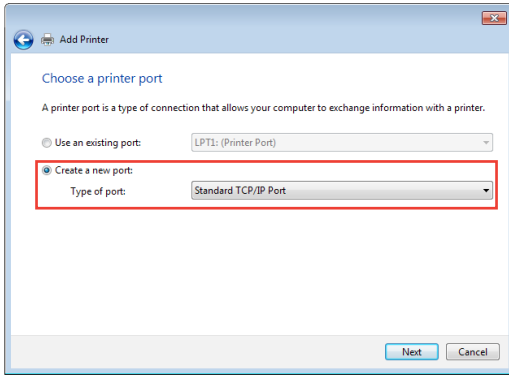 Add Printer
Choose a printer port
A printer port is a type of connection that allows your computer to exchange information with a printer.
Use an existing port: LPT1: (Printer Port)
Create a new port:
Type of port: Standard TCP/IP Port
Next Cancel